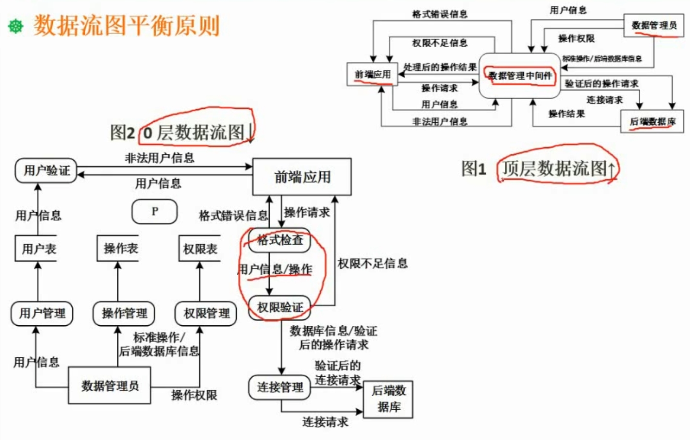 数据流图平衡原则
格式错误信息
用户信息
数据管理员
权限不足信息
操作权限
标准操作/后端数据库信息
前端应用
处理后的操作结果
数据管理中间件
操作请求
验证后的操作请求
用户信息
连接请求
非法用户信息
操作结果
后端数据库
图2 0层数据流图↓
图1 顶层数据流图↑
用户验证
非法用户信息
用户信息
前端应用
P
用户信息
格式错误信息
操作请求
用户表
操作表
权限表
格式检查
用户信息/操作
权限不足信息
用户管理
操作管理
权限管理
权限验证
标准操作/
后端数据库信息
数据库信息/验证
后的操作请求
用户信息
数据管理员
操作权限
连接管理
验证后的
连接请求
后端数
据库
连接请求